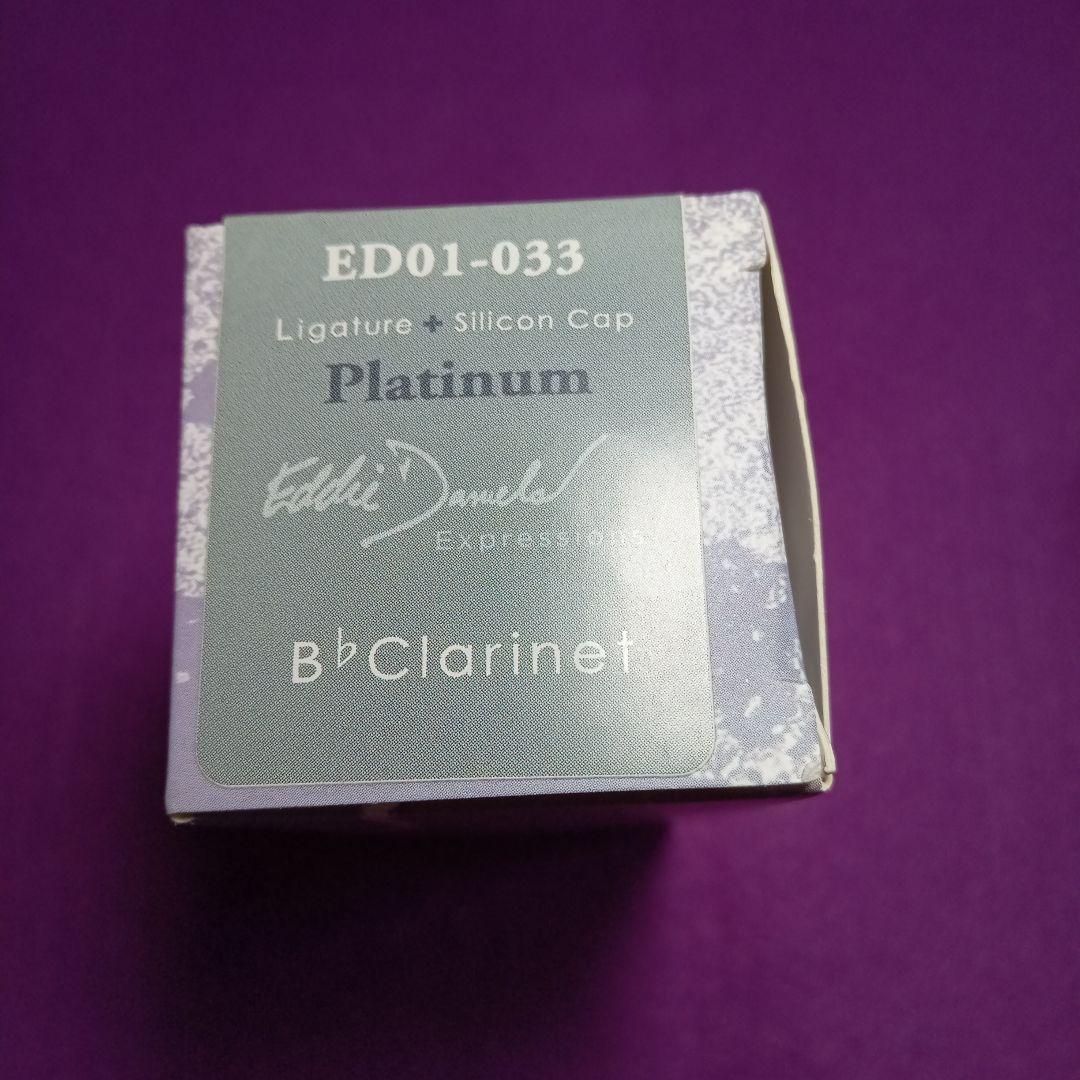 ED01-033
Ligature + Silicon Cap
Platinum
Eddie Daniels
Expressions
B♭Clarinet